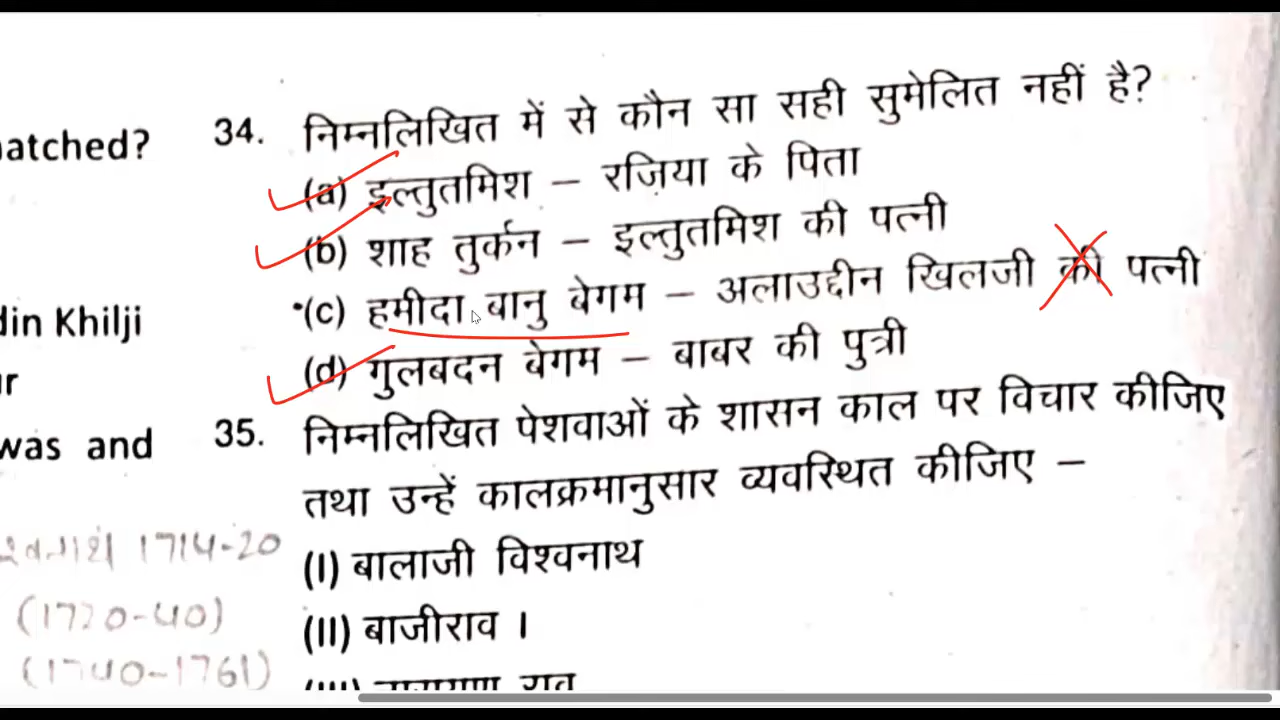 atched?
34. निम्नलिखित में से कौन सा सही सुमेलित नहीं है?
(a) इल्तुतमिश – रज़िया के पिता
(b) शाह तुर्कन – इल्तुतमिश की पत्नी
(c) हमीदा बानु बेगम – अलाउद्दीन खिलजी की पत्नी
din Khilji
(d) गुलबदन बेगम – बाबर की पुत्री
35. निम्नलिखित पेशवाओं के शासन काल पर विचार कीजिए
was and
तथा उन्हें कालक्रमानुसार व्यवस्थित कीजिए –
1714-20
(I) बालाजी विश्वनाथ
(1720-40)
(II) बाजीराव I
(1740-1761)